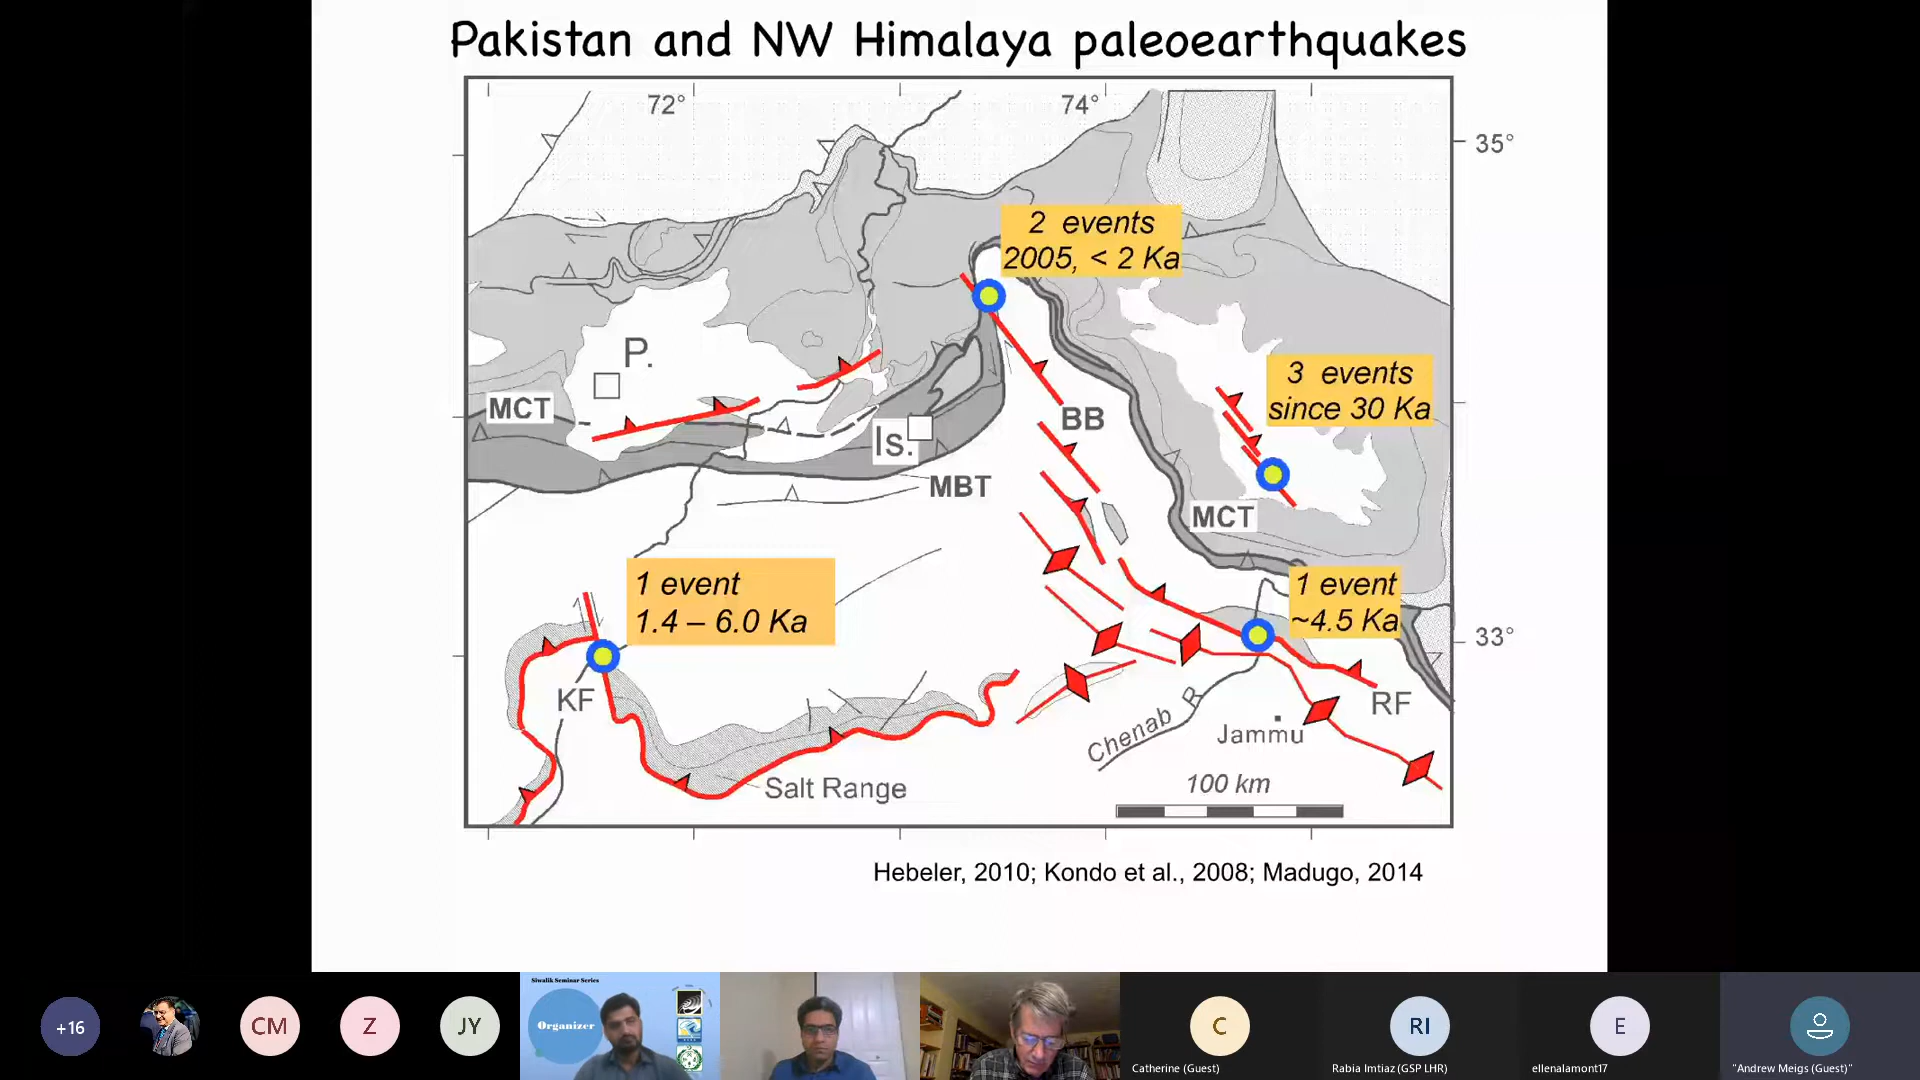 Pakistan and NW Himalaya paleoearthquakes
72°
74°
35°
2 events
2005, < 2 Ka
P.
3 events
since 30 Ka
MCT
BB
Is.
MBT
MCT
1 event
1.4 – 6.0 Ka
1 event
~4.5 Ka
33°
KF
RF
Chenab R
Jammu
Salt Range
100 km
Hebeler, 2010; Kondo et al., 2008; Madugo, 2014
+16
CM
Z
JY
Siwalik Seminar Series
Organizer
C
Catherine (Guest)
RI
Rabia Imtiaz (GSP LHR)
E
ellenalamont17
"Andrew Meigs (Guest)"